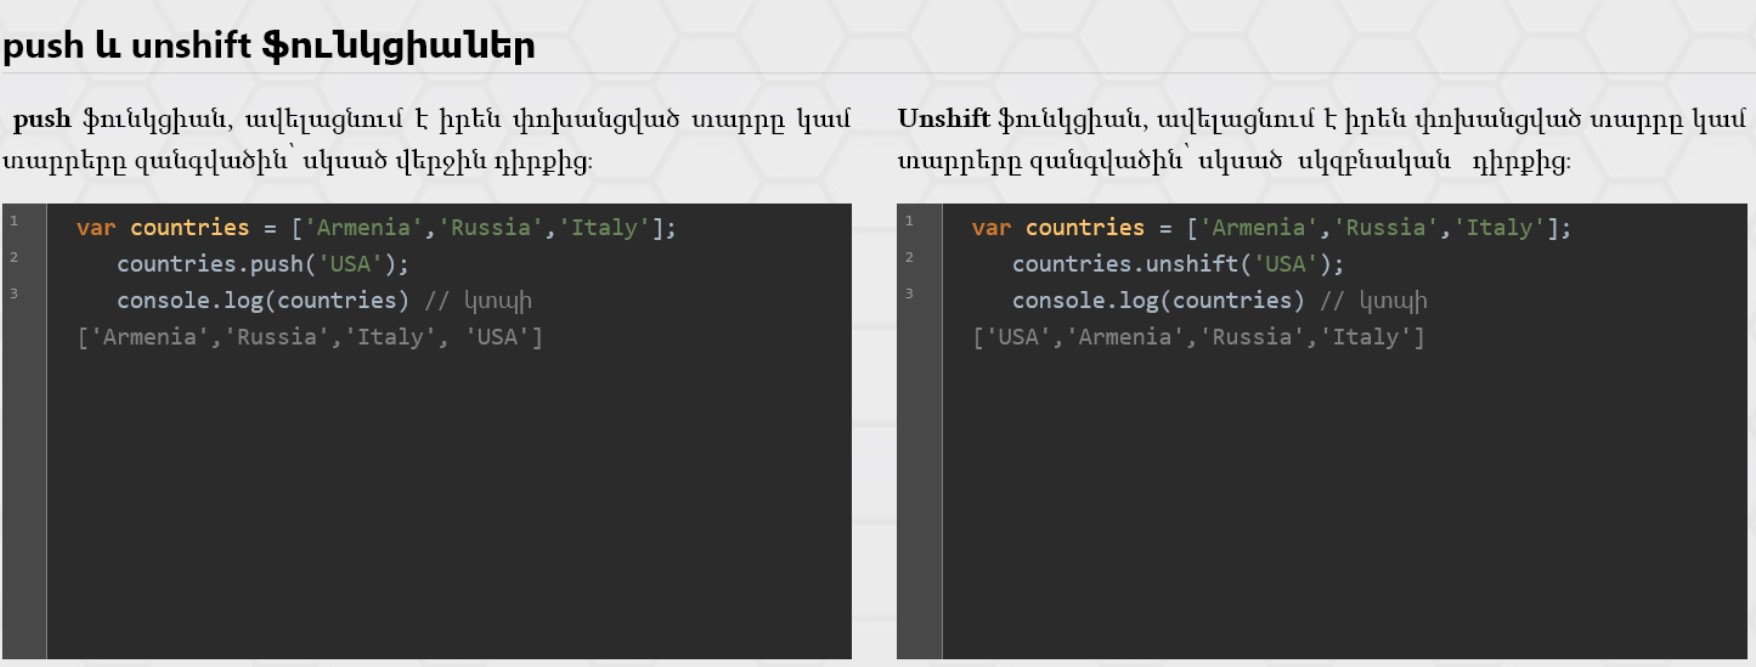 push և unshift ֆունկցիաներ
push ֆունկցիան, ավելացնում է իրեն փոխանցված տարրը կամ
տարրերը զանգվածին՝ սկսած վերջին դիրքից։
1 var countries = ['Armenia','Russia','Italy'];
2 countries.push('USA');
3 console.log(countries) // կտպի
['Armenia','Russia','Italy', 'USA']
Unshift ֆունկցիան, ավելացնում է իրեն փոխանցված տարրը կամ
տարրերը զանգվածին՝ սկսած սկզբնական դիրքից։
1 var countries = ['Armenia','Russia','Italy'];
2 countries.unshift('USA');
3 console.log(countries) // կտպի
['USA','Armenia','Russia','Italy']